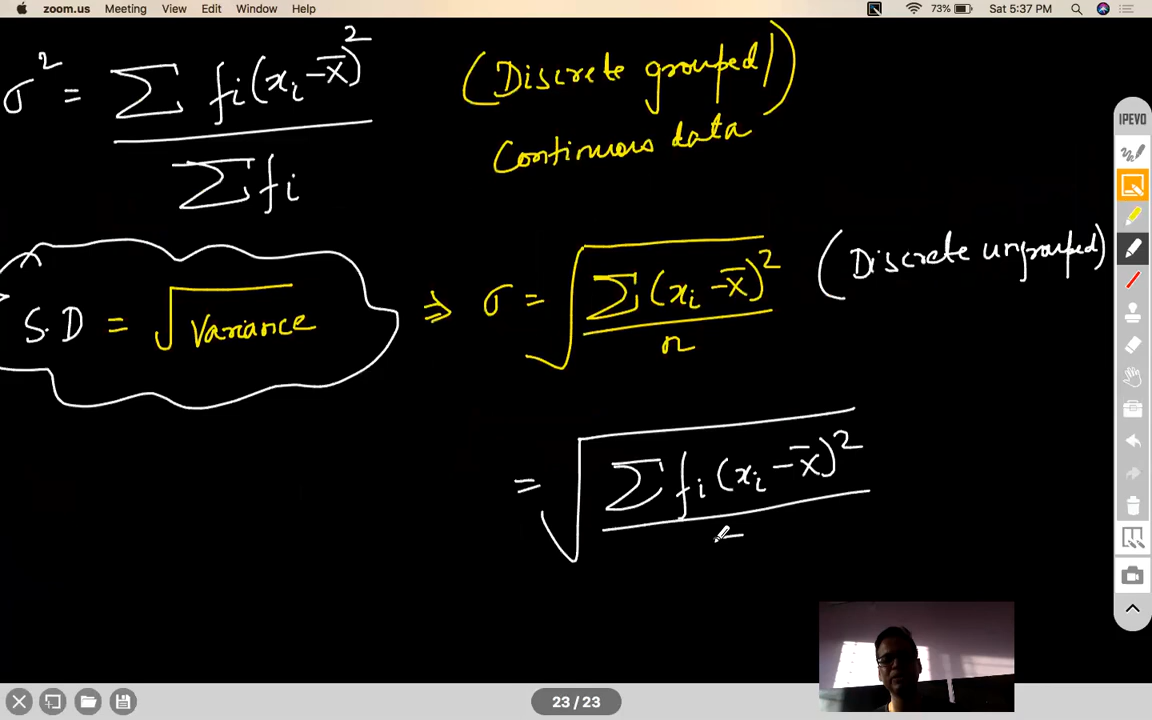 zoom.us Meeting View Edit Window Help 73% Sat 5:37 PM
σ² = Σ fi(xi-x̄)² / Σfi
(Discrete grouped/)
Continuous data
S.D = √Variance ⇒ σ = √(Σ(xi-x̄)² / n) (Discrete ungrouped)
= √(Σ fi(xi-x̄)² /
IPEVO
23/23